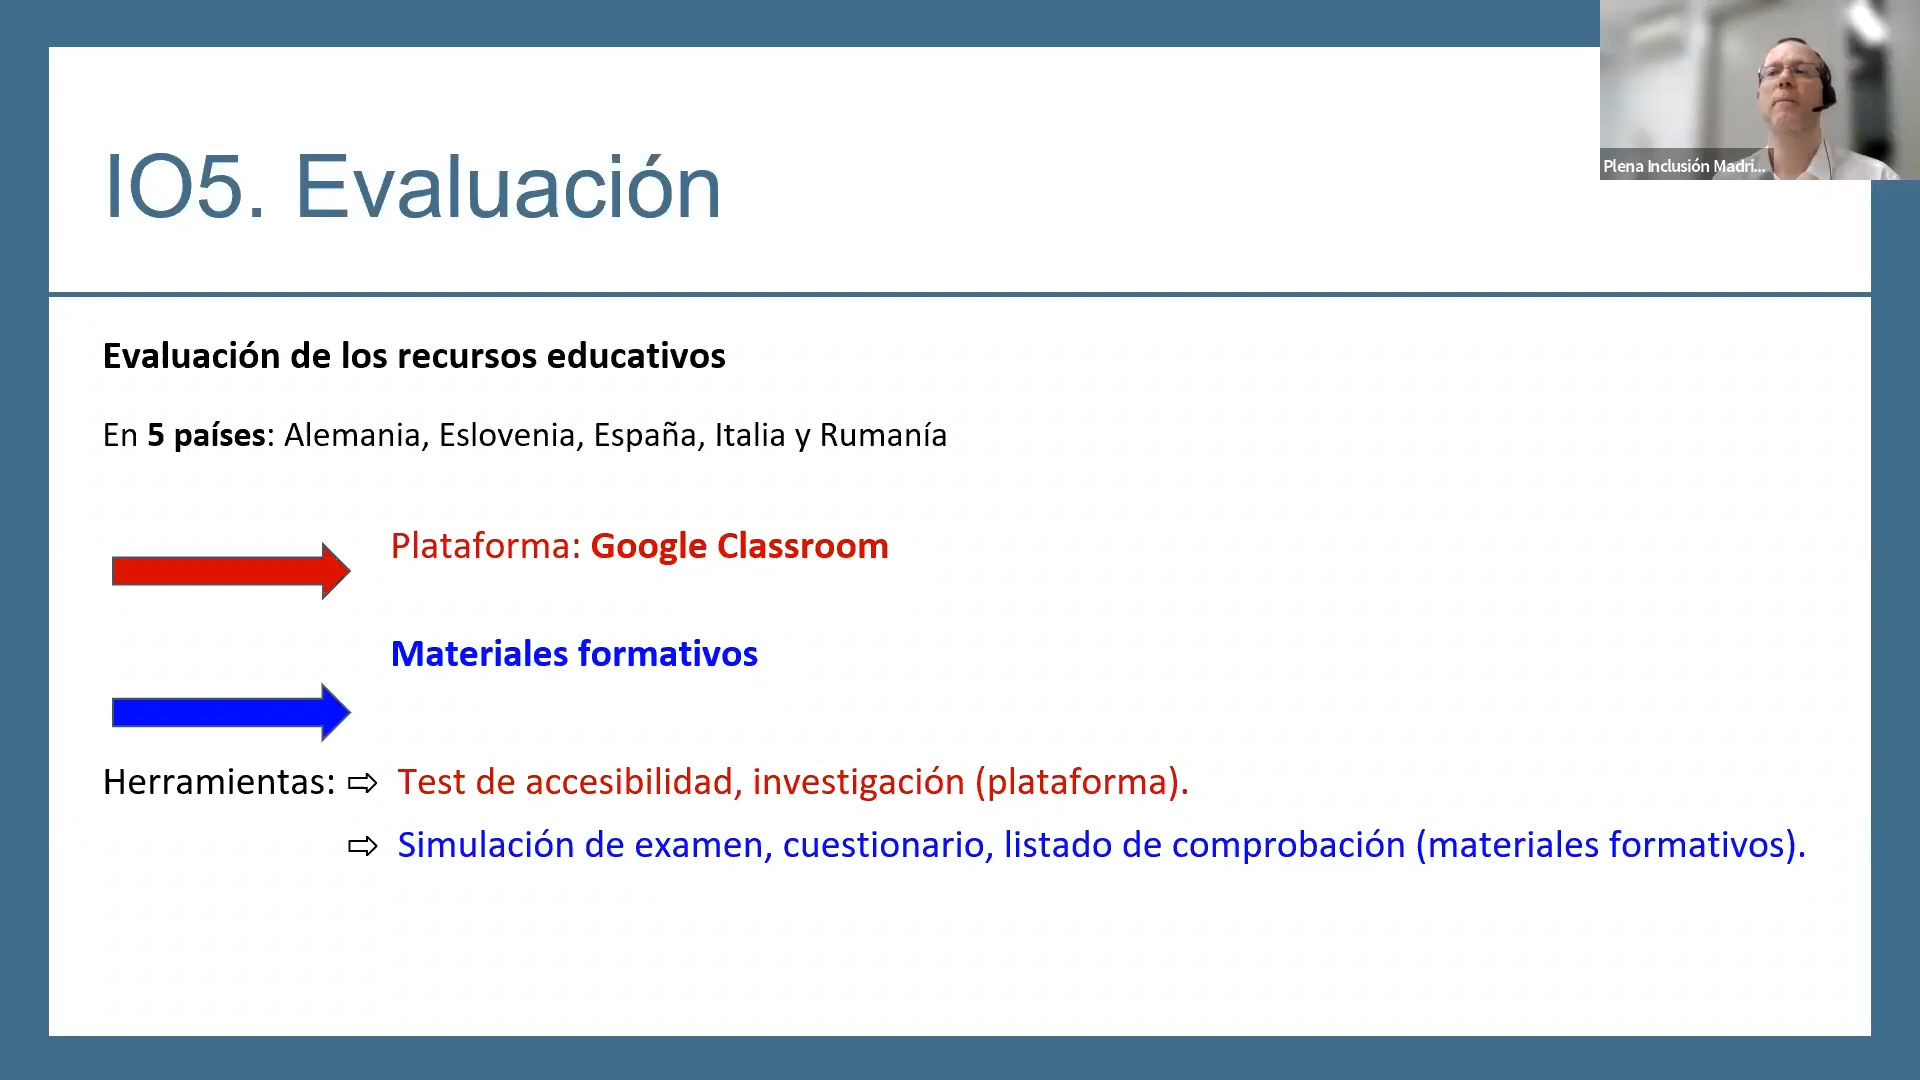 IO5. Evaluación
Plena Inclusión Madri...
Evaluación de los recursos educativos
En 5 países: Alemania, Eslovenia, España, Italia y Rumanía
Plataforma: Google Classroom
Materiales formativos
Herramientas: ⇨ Test de accesibilidad, investigación (plataforma).
⇨ Simulación de examen, cuestionario, listado de comprobación (materiales formativos).